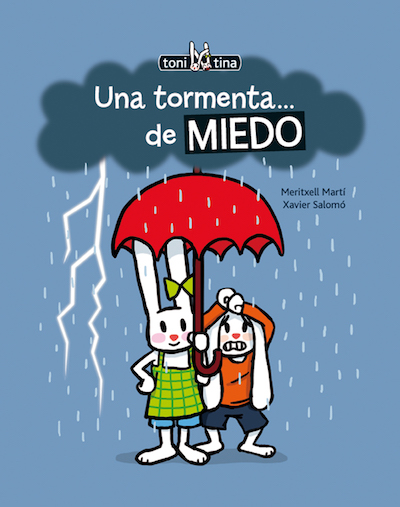 toni tina
Una tormenta...
de MIEDO
Meritxell Martí
Xavier Salomó